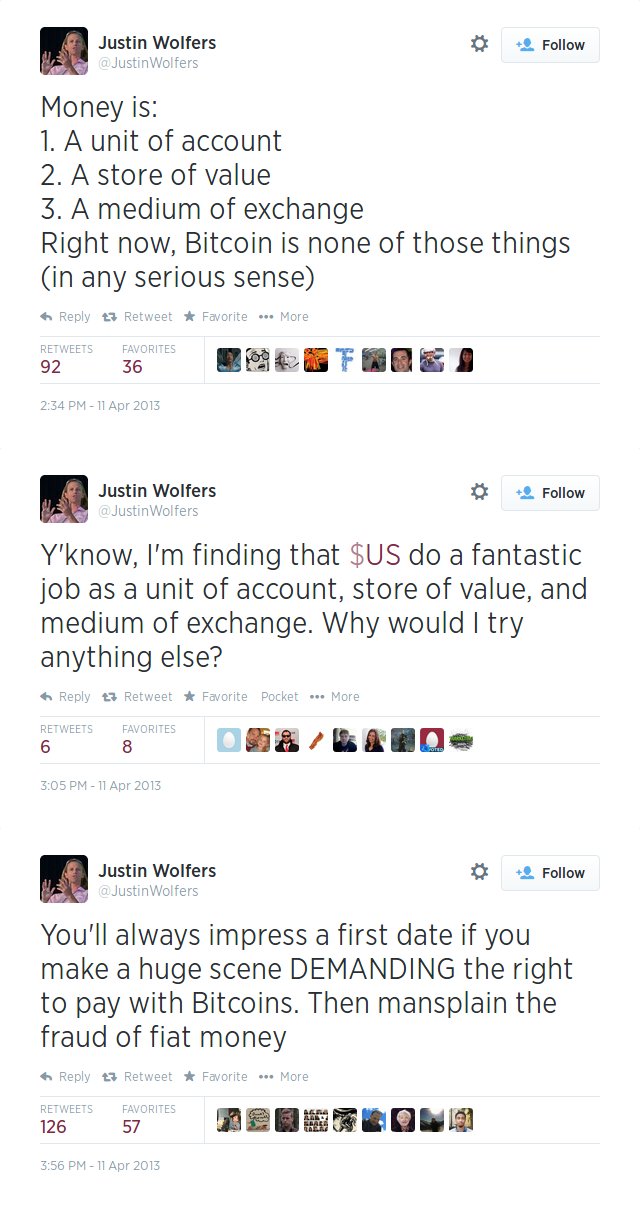 Justin Wolfers
@JustinWolfers
Follow
Money is:
1. A unit of account
2. A store of value
3. A medium of exchange
Right now, Bitcoin is none of those things
(in any serious sense)
Reply Retweet Favorite More
RETWEETS FAVORITES
92 36
2:34 PM - 11 Apr 2013
Justin Wolfers
@JustinWolfers
Follow
Y'know, I'm finding that $US do a fantastic
job as a unit of account, store of value, and
medium of exchange. Why would I try
anything else?
Reply Retweet Favorite Pocket More
RETWEETS FAVORITES
6 8
3:05 PM - 11 Apr 2013
Justin Wolfers
@JustinWolfers
Follow
You'll always impress a first date if you
make a huge scene DEMANDING the right
to pay with Bitcoins. Then mansplain the
fraud of fiat money
Reply Retweet Favorite More
RETWEETS FAVORITES
126 57
3:56 PM - 11 Apr 2013